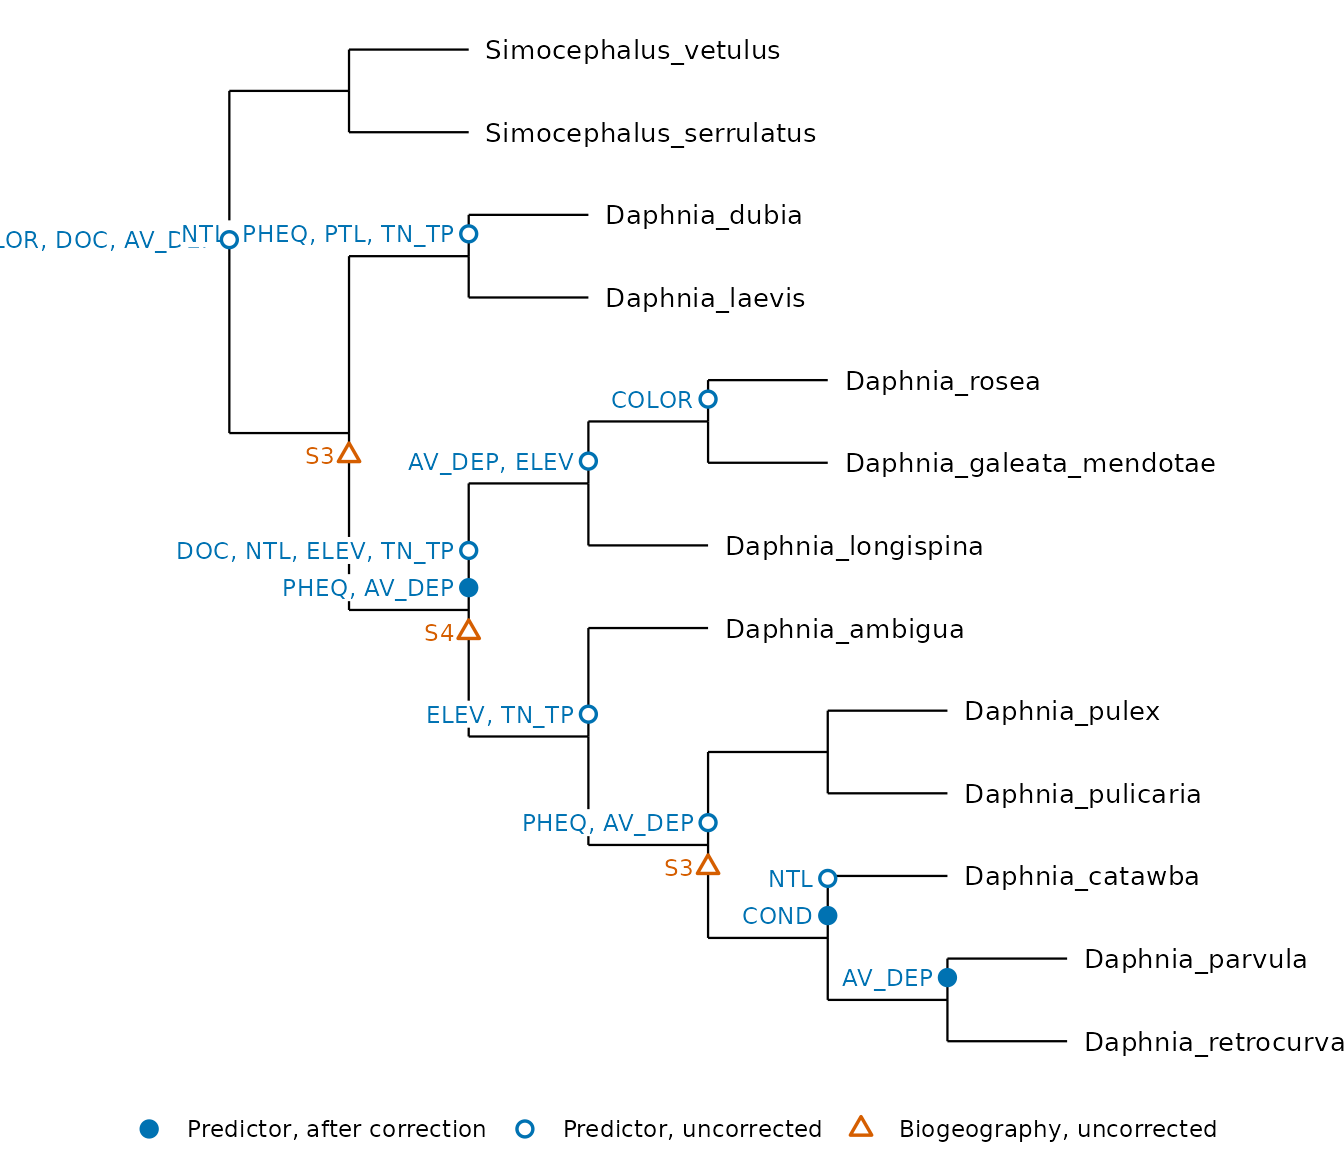 Simocephalus_vetulus
Simocephalus_serrulatus
Daphnia_dubia
DOC, AV_D
NTL, PHEQ, PTL, TN_TP
Daphnia_laevis
Daphnia_rosea
COLOR
S3
AV_DEP, ELEV
Daphnia_galeata_mendotae
Daphnia_longispina
DOC, NTL, ELEV, TN_TP
PHEQ, AV_DEP
S4
Daphnia_ambigua
ELEV, TN_TP
Daphnia_pulex
Daphnia_pulicaria
PHEQ, AV_DEP
S3
NTL
Daphnia_catawba
COND
Daphnia_parvula
AV_DEP
Daphnia_retrocurva
Predictor, after correction
Predictor, uncorrected
Biogeography, uncorrected